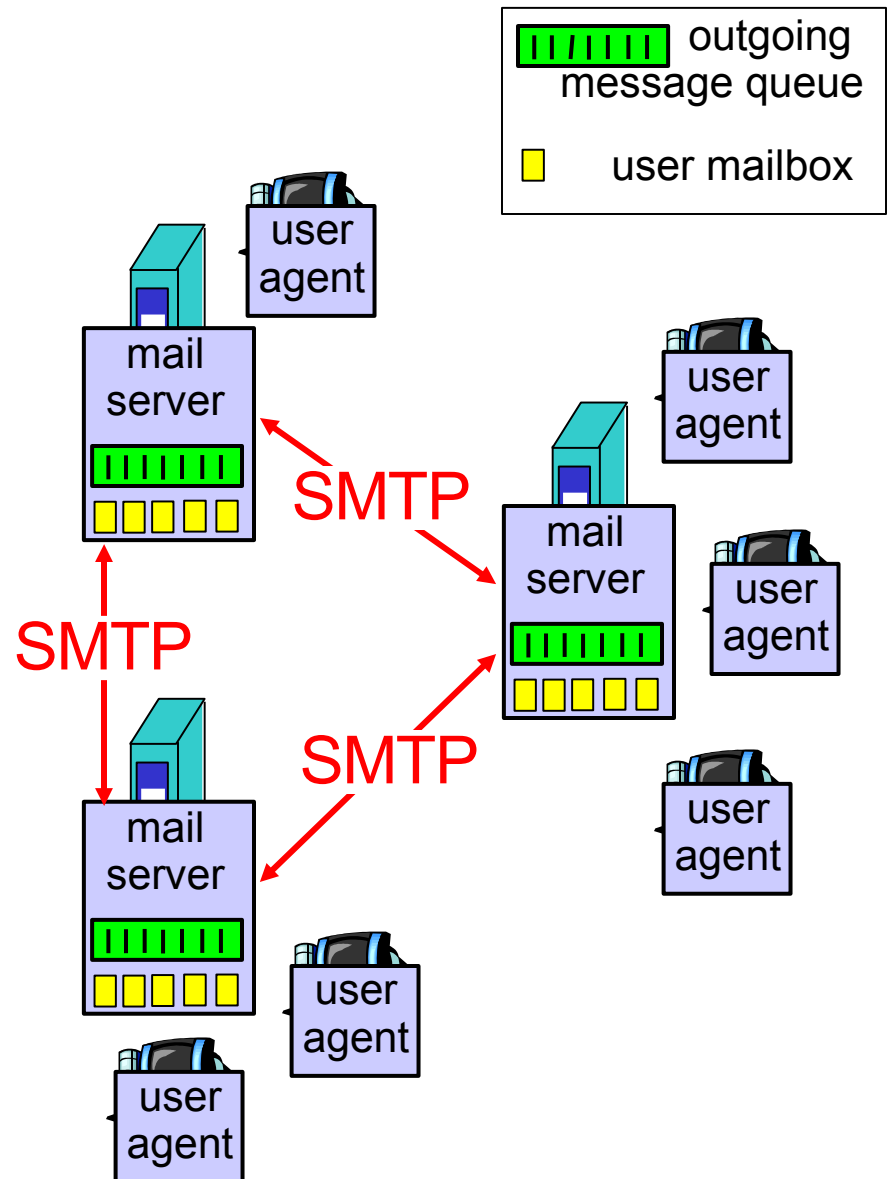 outgoing
message queue
user mailbox
user
agent
mail
server
user
agent
SMTP
mail
server
user
agent
SMTP
SMTP
user
agent
mail
server
user
agent
user
agent